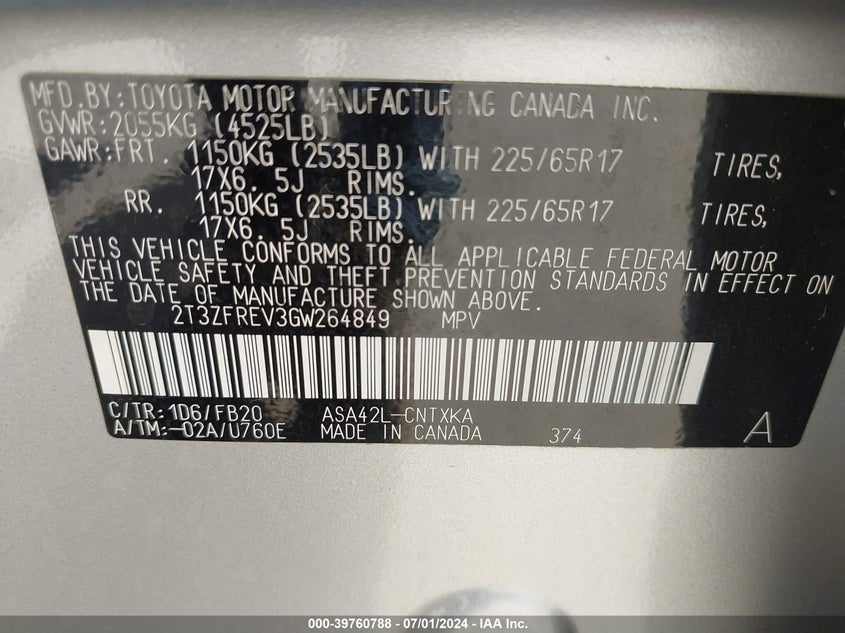 MFD.BY:TOYOTA MOTOR MANUFACTURING CANADA INC.
GVWR:2055KG (4525LB)
GAWR:FRT. 1150KG (2535LB) WITH 225/65R17 TIRES,
17X6. 5J RIMS.
RR. 1150KG (2535LB) WITH 225/65R17 TIRES,
17X6. 5J RIMS.
THIS VEHICLE CONFORMS TO ALL APPLICABLE FEDERAL MOTOR
VEHICLE SAFETY AND THEFT PREVENTION STANDARDS IN EFFECT ON
THE DATE OF MANUFACTURE SHOWN ABOVE.
2T3ZFREV3GW264849 MPV
C/TR:1D6/FB20 ASA42L-CNTXKA
A/TM:-02A/U760E MADE IN CANADA 374 A
000-39760788 - 07/01/2024 - IAA Inc.